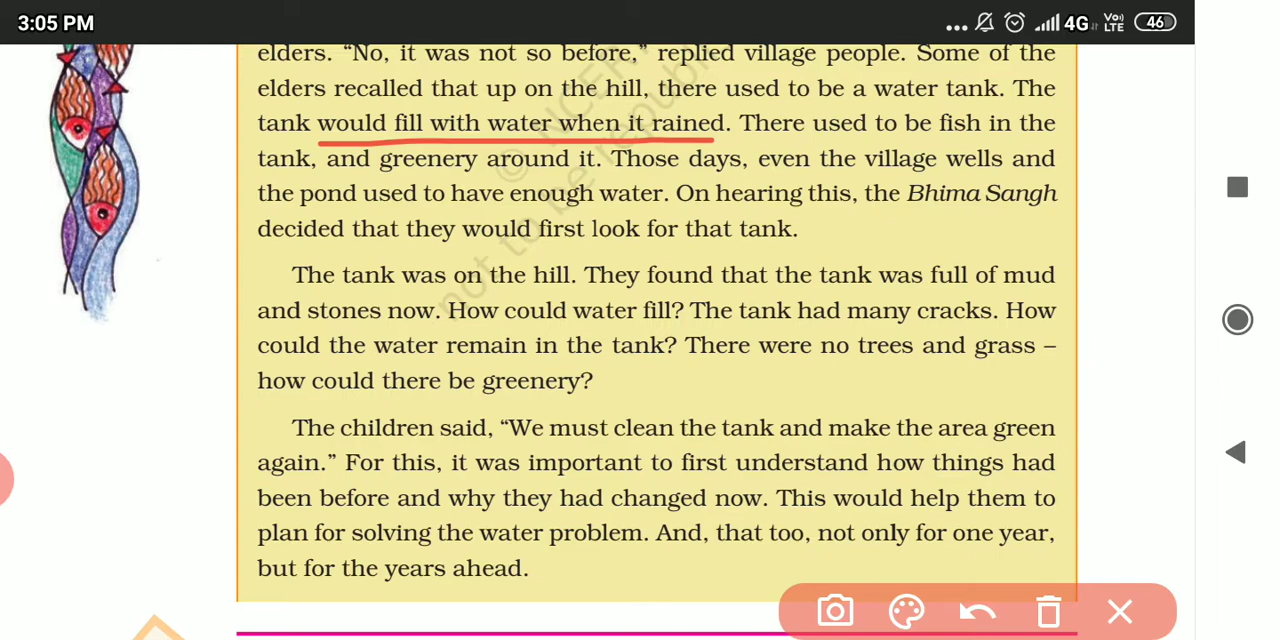 3:05 PM
4G
Vo)
LTE
46
elders. “No, it was not so before,” replied village people. Some of the
elders recalled that up on the hill, there used to be a water tank. The
tank would fill with water when it rained. There used to be fish in the
tank, and greenery around it. Those days, even the village wells and
the pond used to have enough water. On hearing this, the Bhima Sangh
decided that they would first look for that tank.
The tank was on the hill. They found that the tank was full of mud
and stones now. How could water fill? The tank had many cracks. How
could the water remain in the tank? There were no trees and grass –
how could there be greenery?
The children said, “We must clean the tank and make the area green
again.” For this, it was important to first understand how things had
been before and why they had changed now. This would help them to
plan for solving the water problem. And, that too, not only for one year,
but for the years ahead.
© NCER
not to be republ